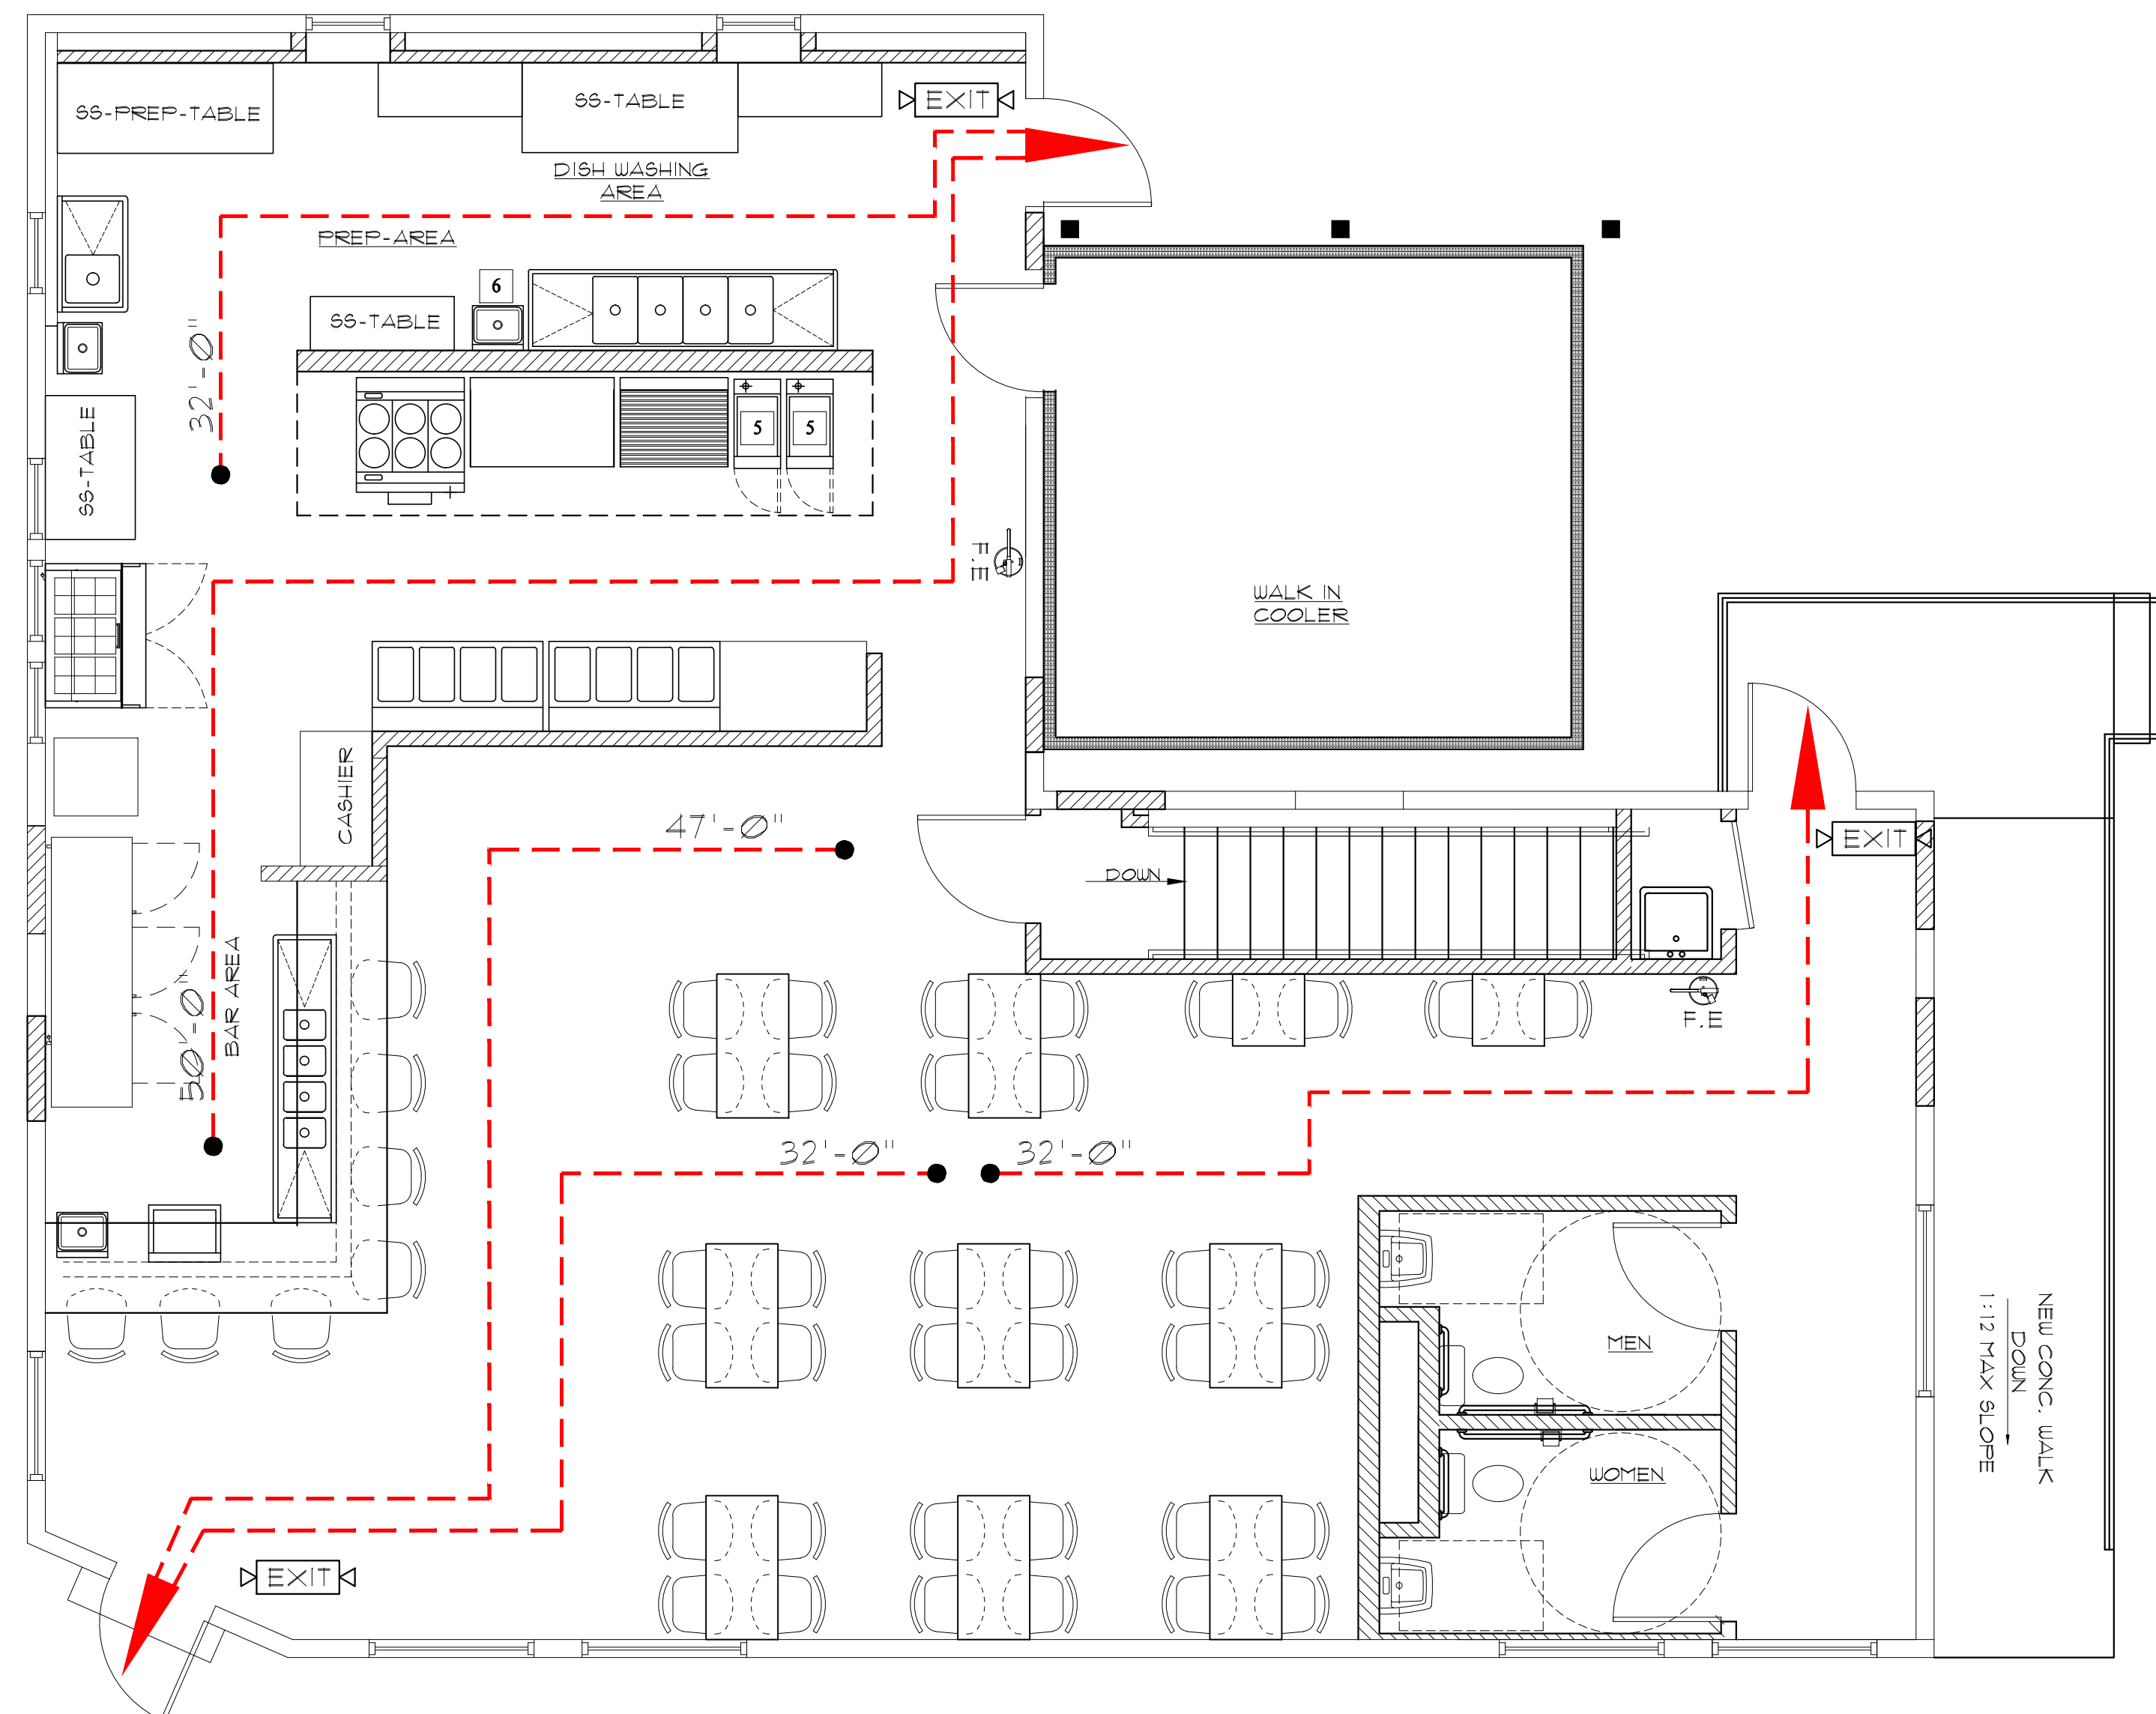 SS-PREP-TABLE
SS-TABLE
EXIT
DISH WASHING
AREA
PREP-AREA
6
SS-TABLE
32'-0"
SS-TABLE
5
5
F.E
WALK IN
COOLER
CASHIER
47'-0"
EXIT
DOWN
50'-0"
BAR AREA
F.E
32'-0"
32'-0"
MEN
WOMEN
NEW CONC. WALK
DOWN
1:12 MAX SLOPE
EXIT